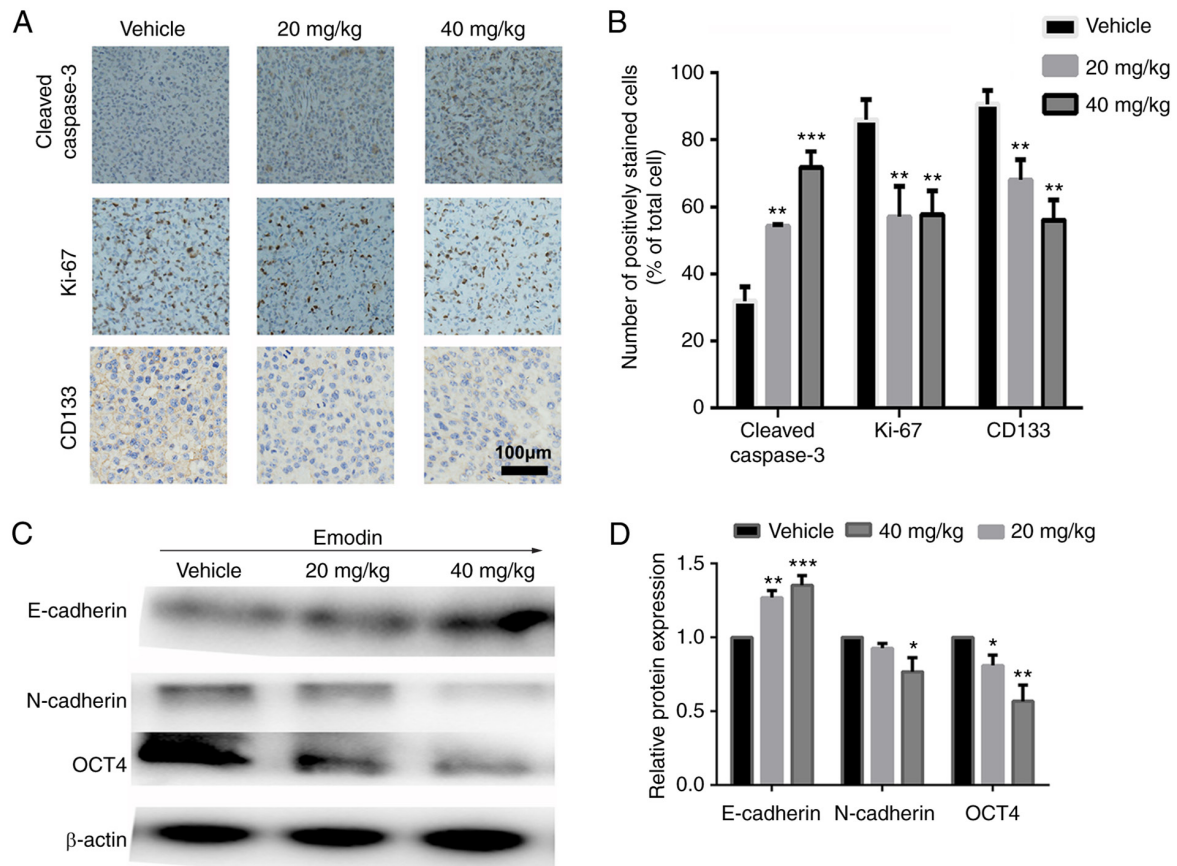 A
Vehicle 20 mg/kg 40 mg/kg
Cleaved
caspase-3
Ki-67
CD133
100µm
B
Vehicle
20 mg/kg
40 mg/kg
Number of positively stained cells
(% of total cell)
100
80
60
40
20
0
** ***
** **
** **
Cleaved
caspase-3
Ki-67
CD133
C
Emodin
Vehicle 20 mg/kg 40 mg/kg
E-cadherin
N-cadherin
OCT4
β-actin
D
Vehicle 40 mg/kg 20 mg/kg
Relative protein expression
1.5
1.0
0.5
0.0
** ***
*
* **
E-cadherin N-cadherin OCT4